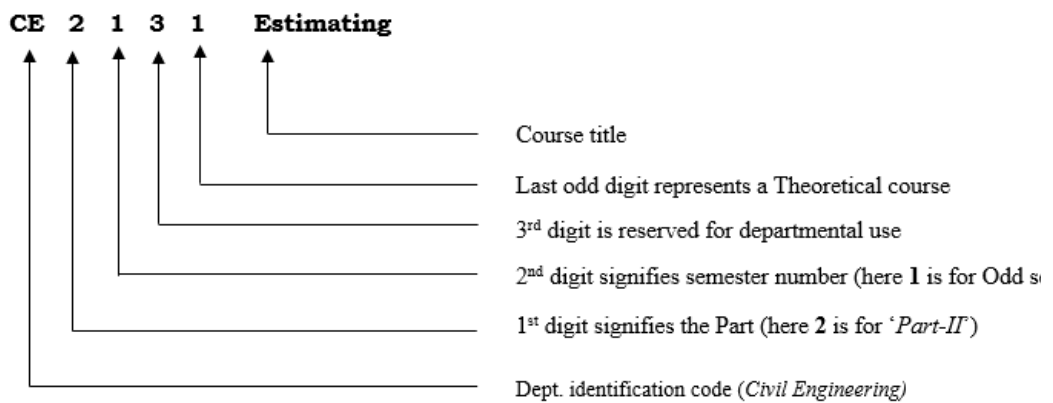 CE 2 1 3 1 Estimating
Course title
Last odd digit represents a Theoretical course
3rd digit is reserved for departmental use
2nd digit signifies semester number (here 1 is for Odd
1st digit signifies the Part (here 2 is for ‘Part-II’)
Dept. identification code (Civil Engineering)